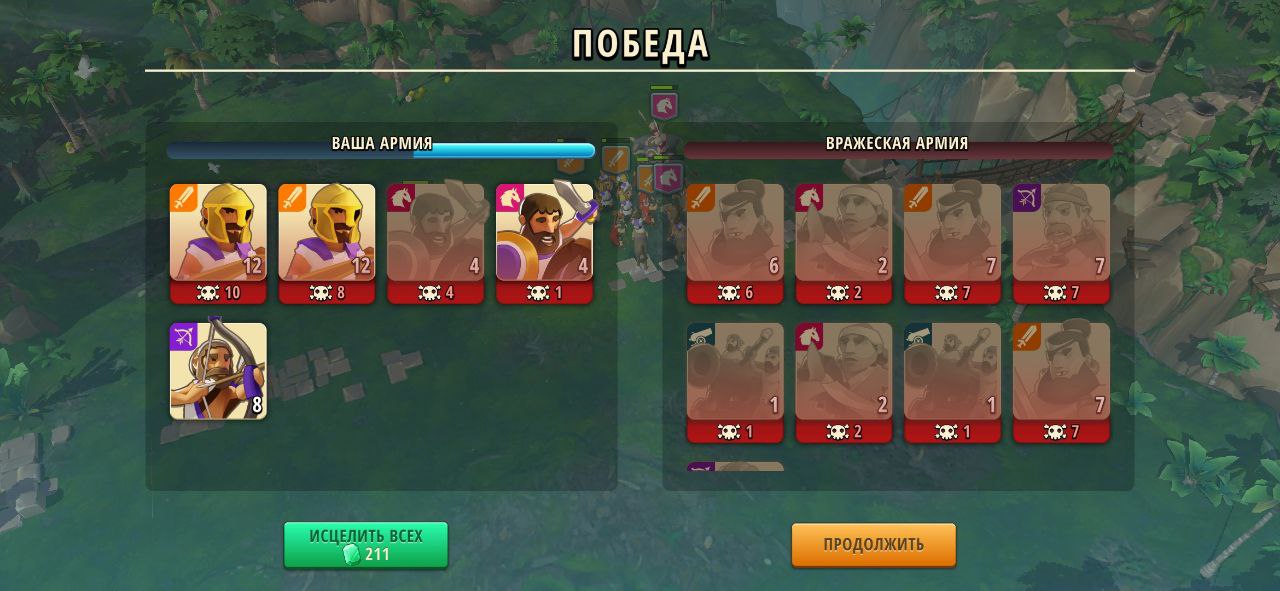 ПОБЕДА
ВАША АРМИЯ
ВРАЖЕСКАЯ АРМИЯ
12 12 4 4
10 8 4 1
8
6 2 7 7
6 2 7 7
1 2 1 7
1 2 1 7
ИСЦЕЛИТЬ ВСЕХ
211
ПРОДОЛЖИТЬ